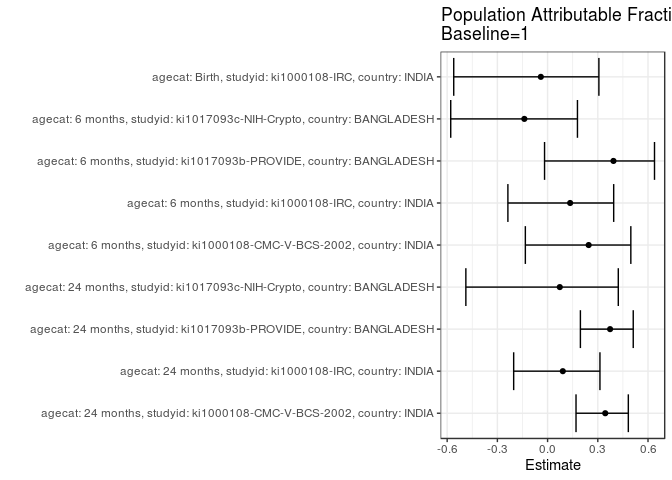 Population Attributable Fracti
Baseline=1
agecat: Birth, studyid: ki1000108-IRC, country: INDIA
agecat: 6 months, studyid: ki1017093c-NIH-Crypto, country: BANGLADESH
agecat: 6 months, studyid: ki1017093b-PROVIDE, country: BANGLADESH
agecat: 6 months, studyid: ki1000108-IRC, country: INDIA
agecat: 6 months, studyid: ki1000108-CMC-V-BCS-2002, country: INDIA
agecat: 24 months, studyid: ki1017093c-NIH-Crypto, country: BANGLADESH
agecat: 24 months, studyid: ki1017093b-PROVIDE, country: BANGLADESH
agecat: 24 months, studyid: ki1000108-IRC, country: INDIA
agecat: 24 months, studyid: ki1000108-CMC-V-BCS-2002, country: INDIA
-0.6 -0.3 0.0 0.3 0.6
Estimate